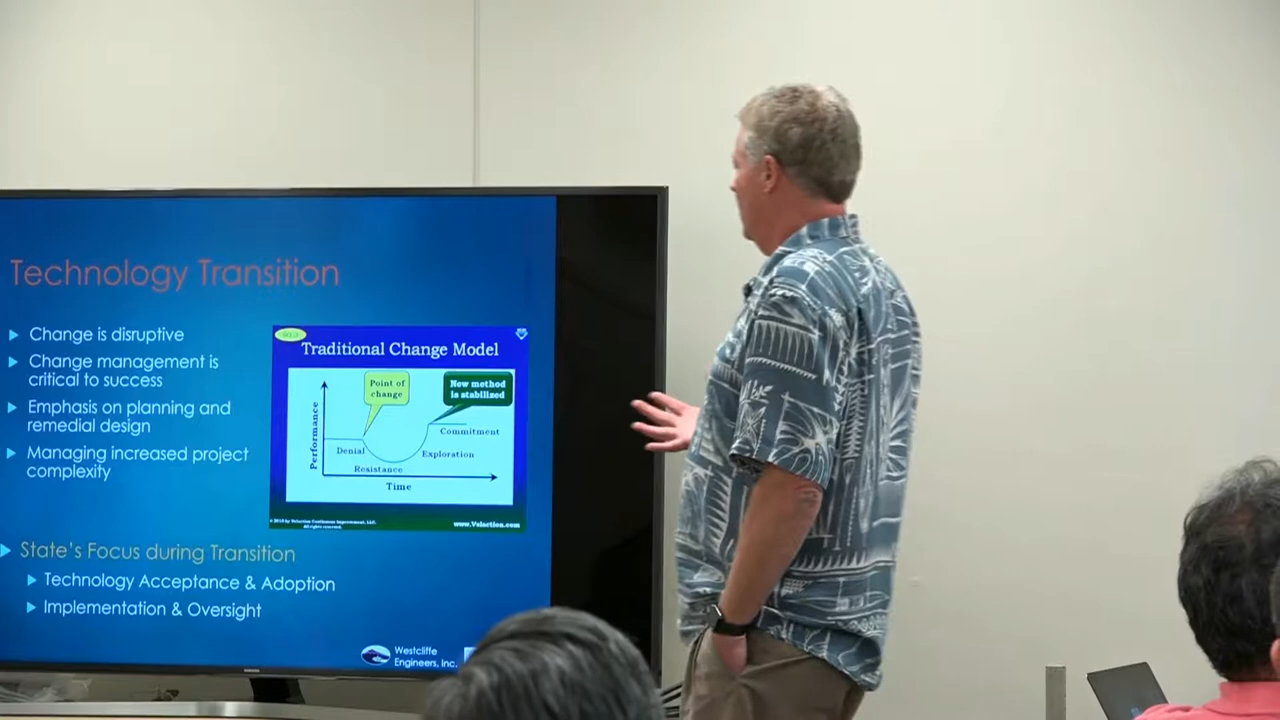 Technology Transition
Change is disruptive
Change management is
critical to success
Emphasis on planning and
remedial design
Managing increased project
complexity
Traditional Change Model
Point of
change
New method
is stabilized
Performance
Denial
Resistance
Exploration
Commitment
Time
www.Velaction.com
State's Focus during Transition
Technology Acceptance & Adoption
Implementation & Oversight
Westcliffe
Engineers, Inc.